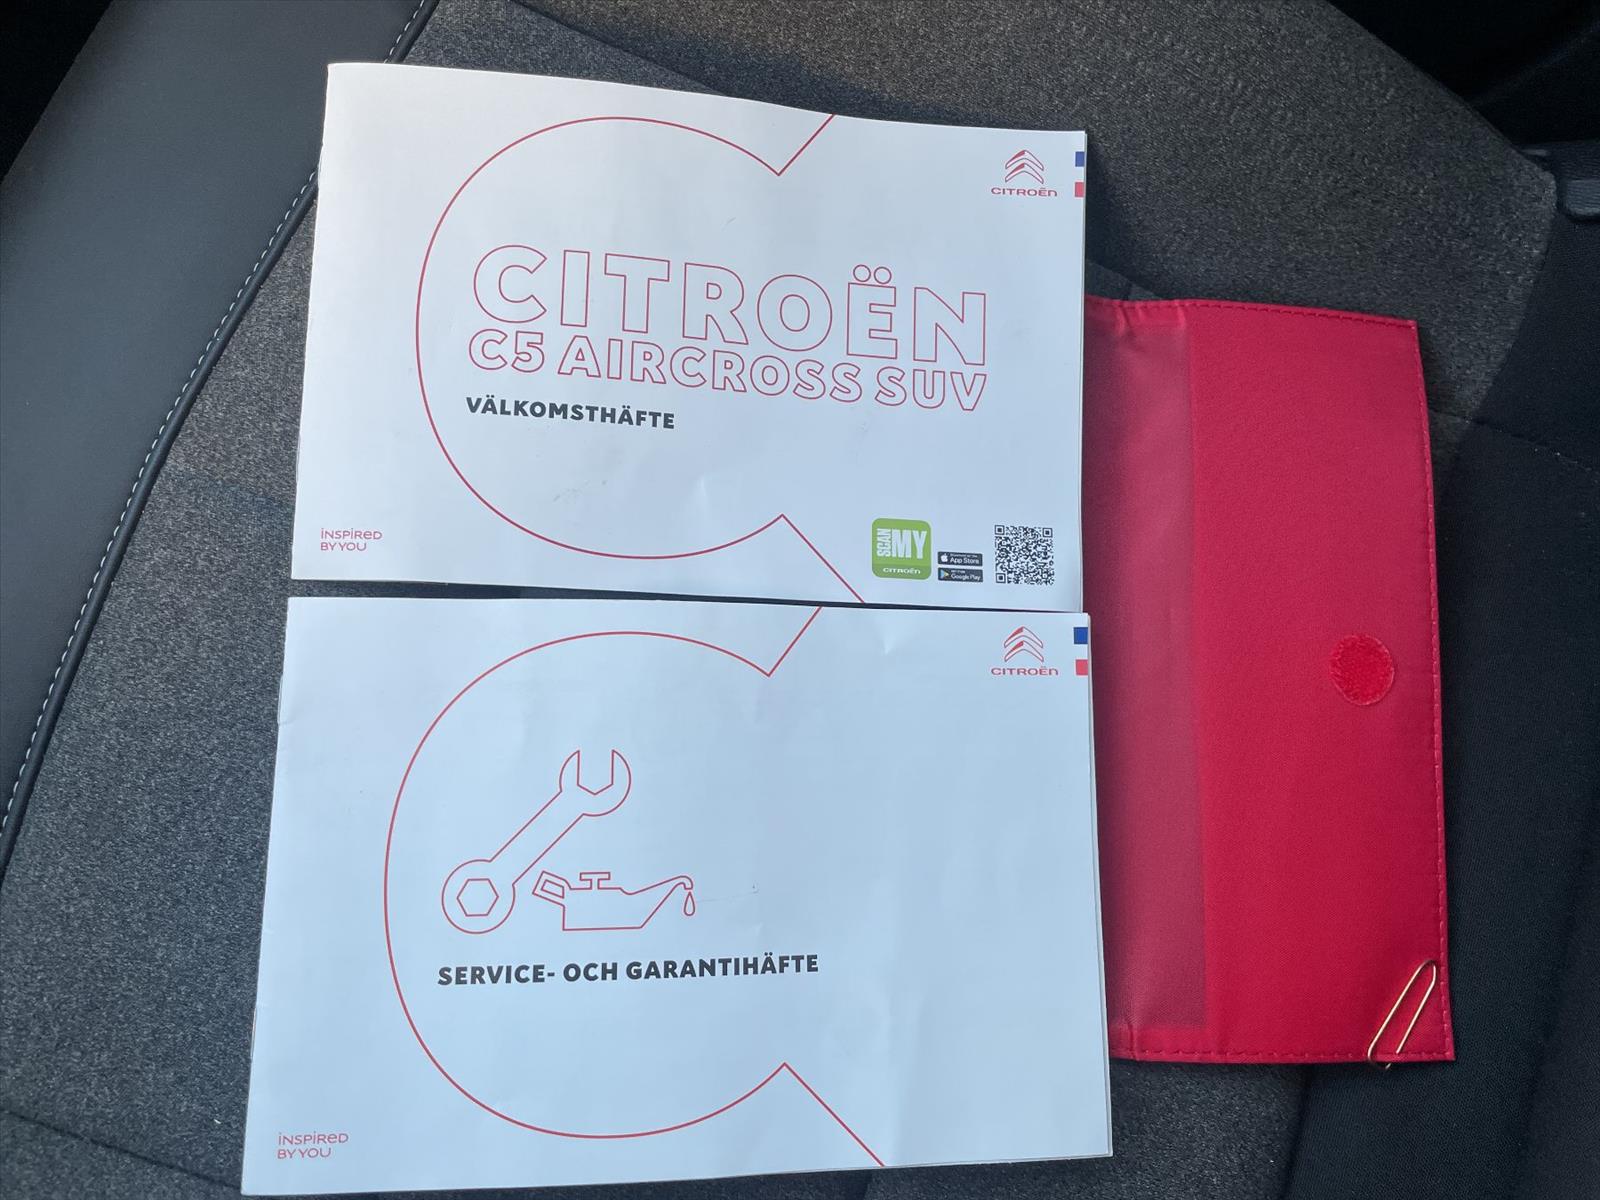 CITROËN
CITROËN
C5 AIRCROSS SUV
VÄLKOMSTHÄFTE
INSPIRED
BY YOU
SCAN
MY
CITROËN
App Store
Google Play
CITROËN
SERVICE- OCH GARANTIHÄFTE
INSPIRED
BY YOU